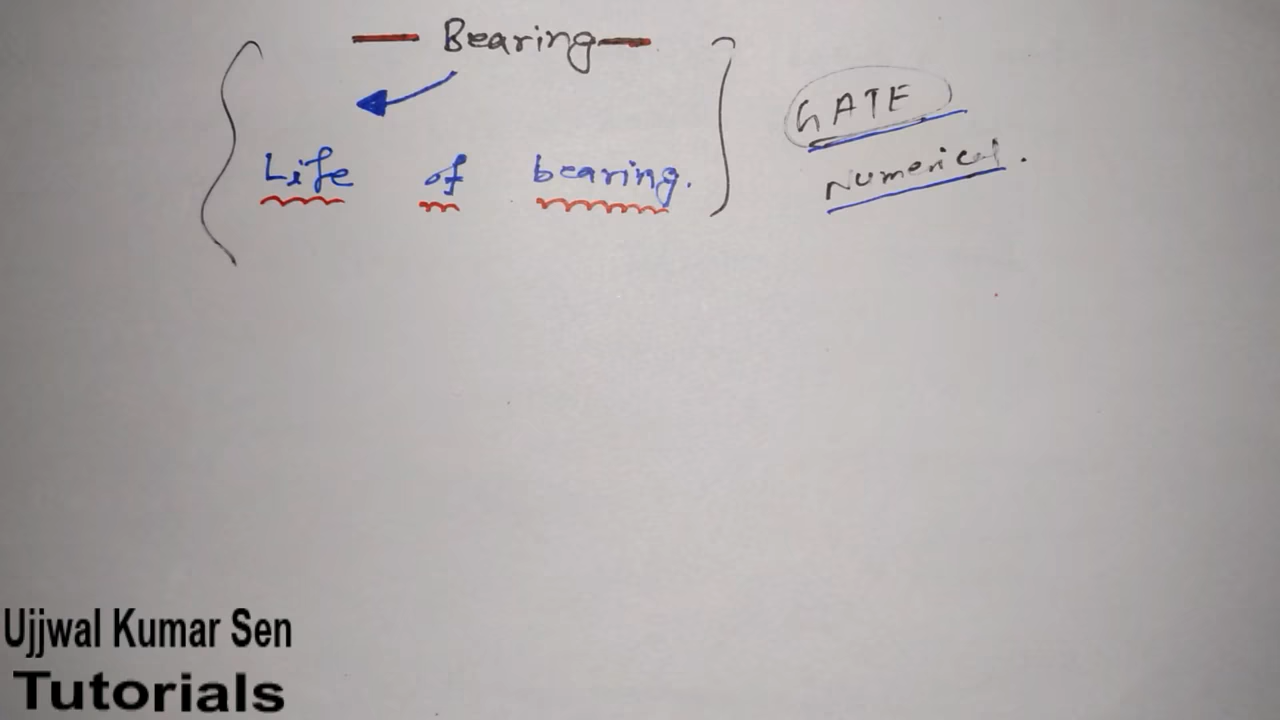 Bearing
Life of bearing.
GATE
Numerical.
Ujjwal Kumar Sen
Tutorials